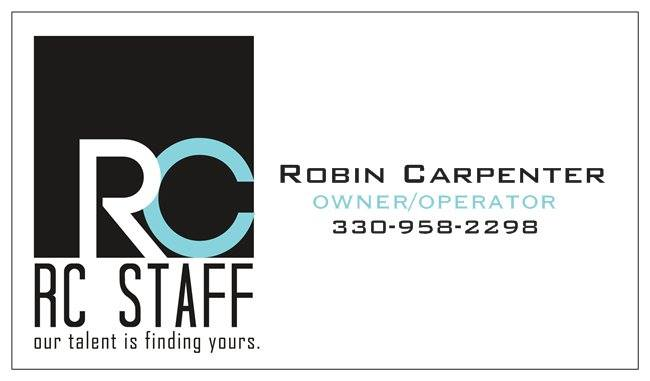 RC
RC STAFF
our talent is finding yours.
ROBIN CARPENTER
OWNER/OPERATOR
330-958-2298